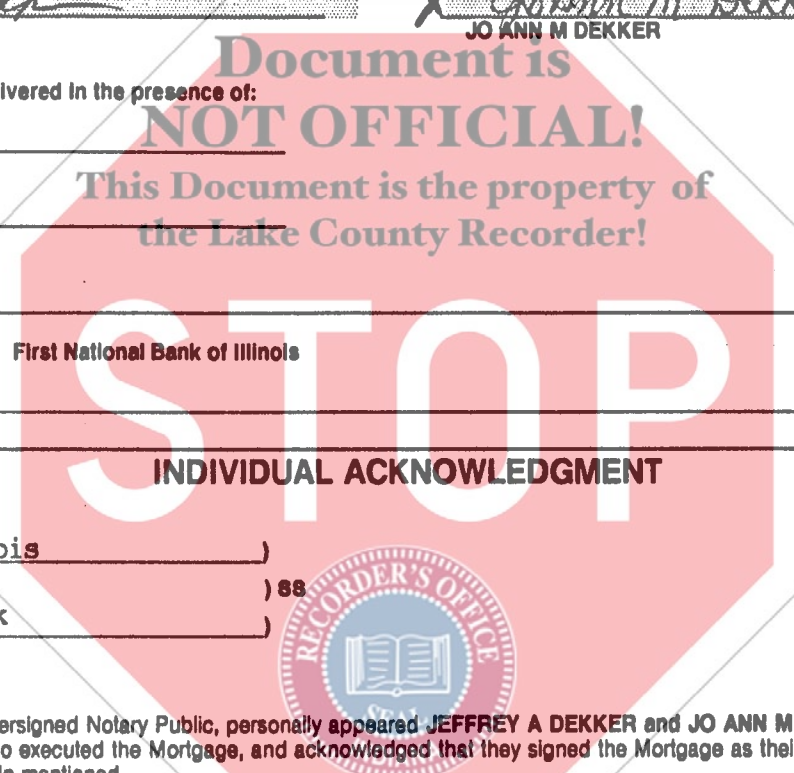 JO ANN M DEKKER
Document is
ivered in the presence of:
NOT OFFICIAL!
This Document is the property of
the Lake County Recorder!
STOP
First National Bank of Illinois
INDIVIDUAL ACKNOWLEDGMENT
ois )
) ss
k )
RECORDER'S OFFICE
SEAL
ersigned Notary Public, personally appeared JEFFREY A DEKKER and JO ANN M
o executed the Mortgage, and acknowledged that they signed the Mortgage as thei
in mentioned